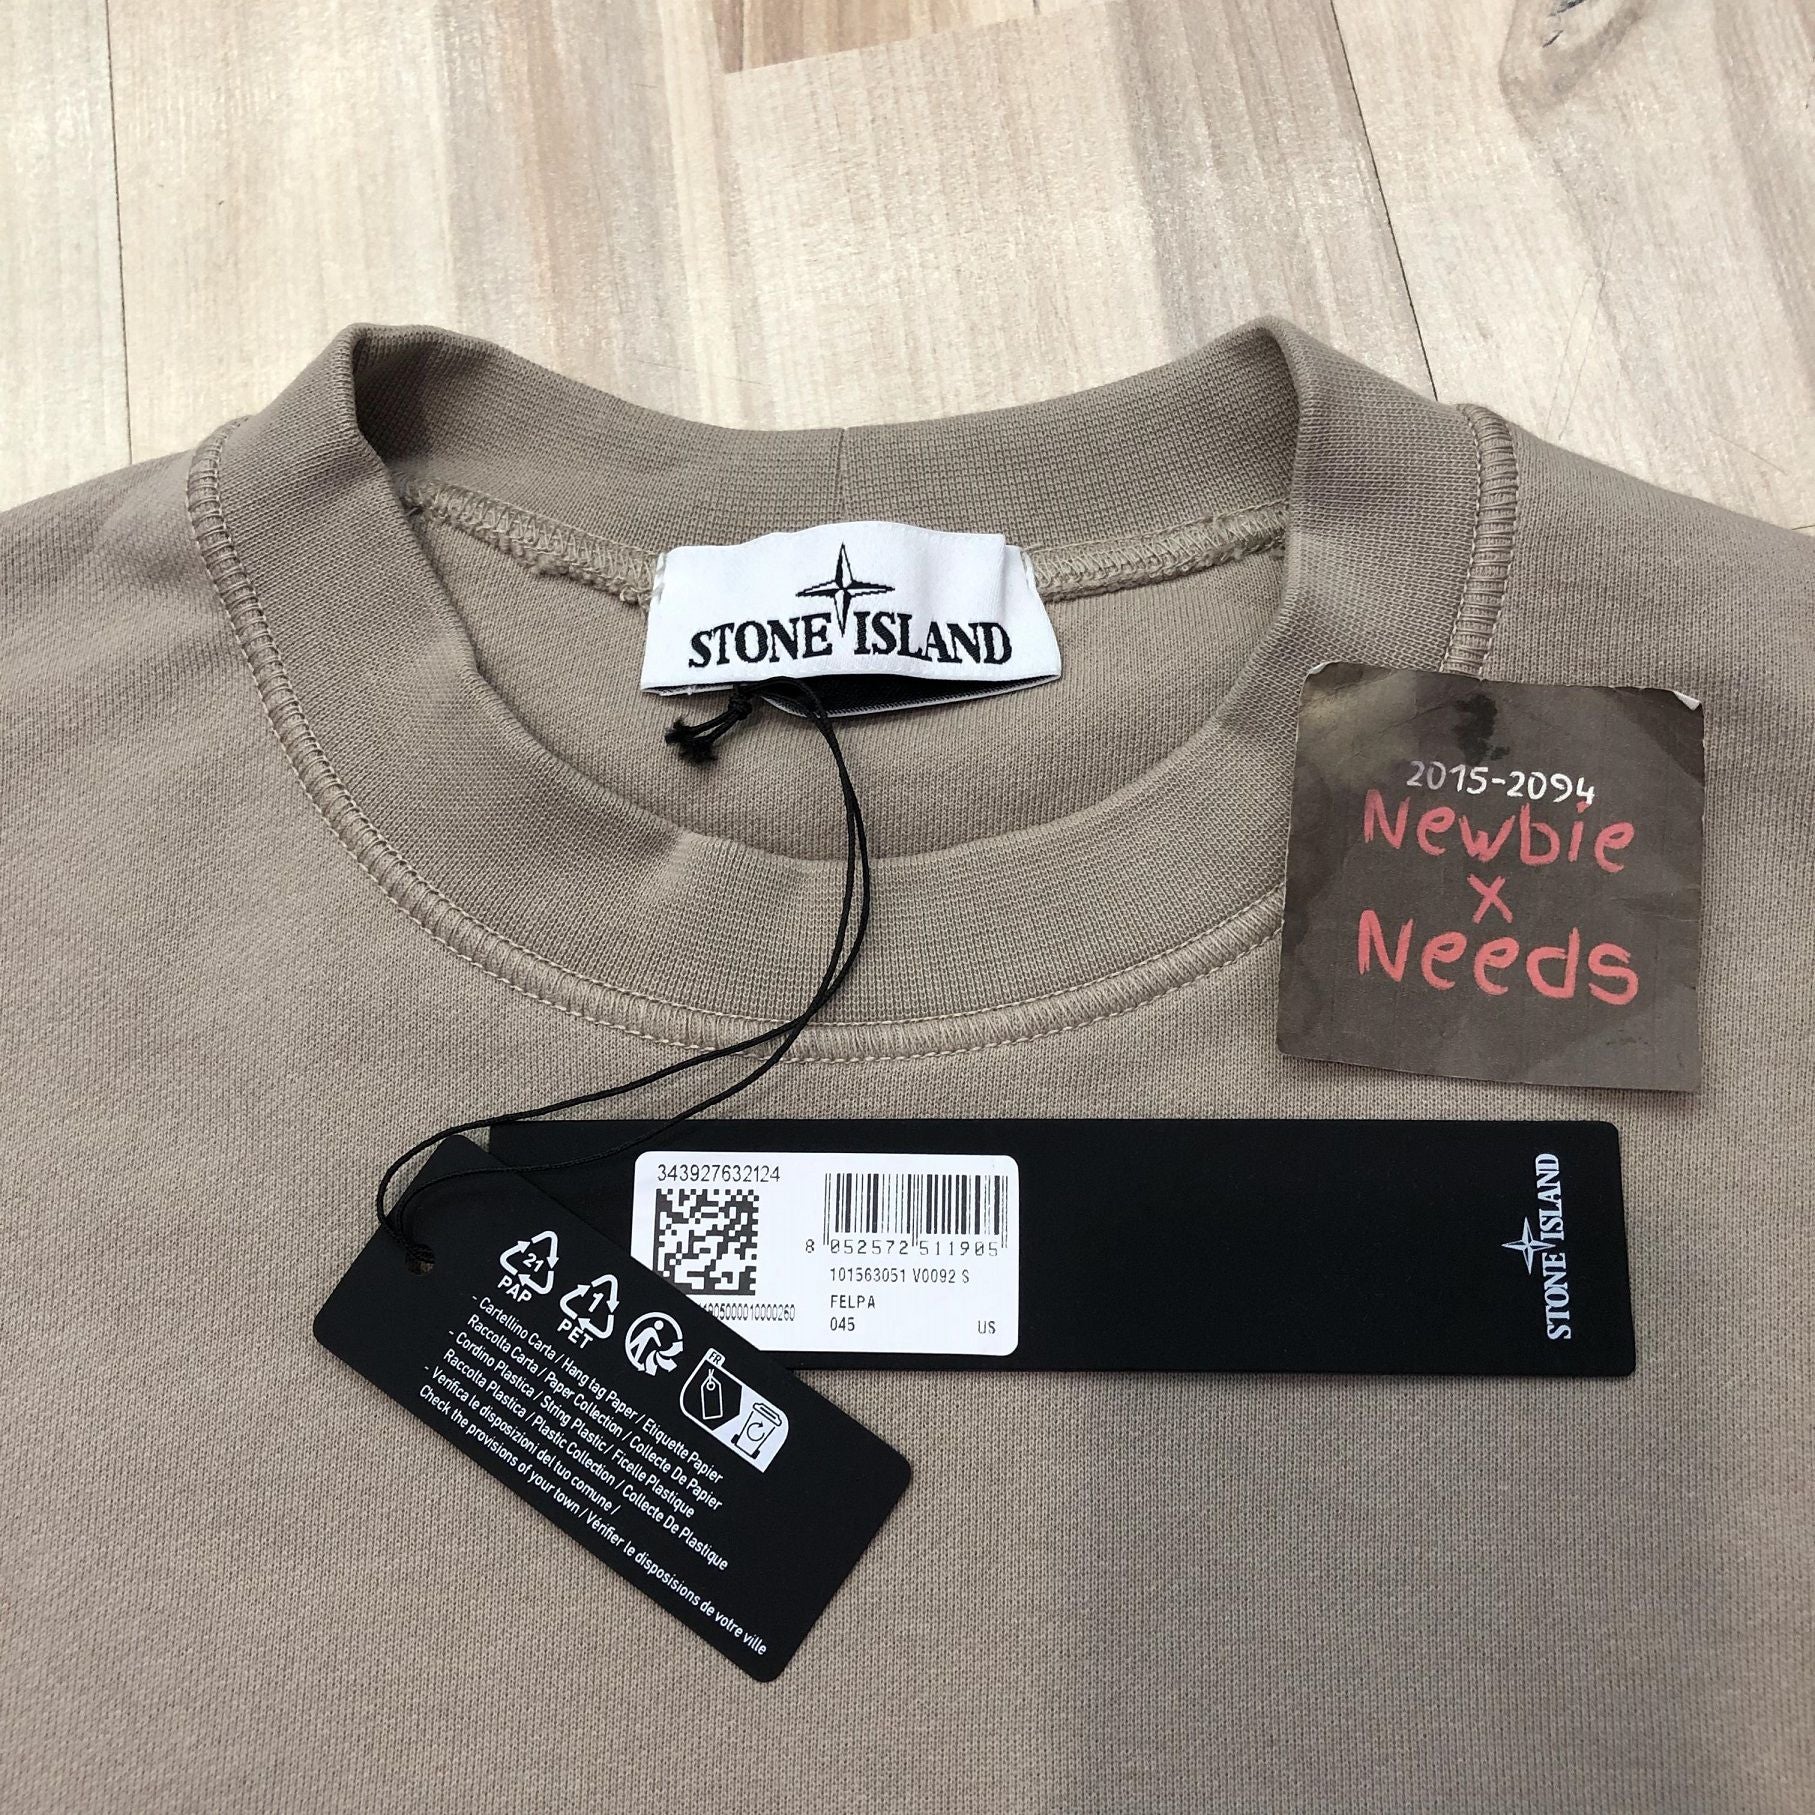 STONE ISLAND
2015-2094
Newbie
x
Needs
343927632124
8 052572 511905
101563051 V0092 S
FELPA
045 US
STONE ISLAND
21
PAP
1
PET
FR
- Cartellino Carta / Hang tag Paper / Etiquette Papier
Raccolta Carta / Paper Collection / Collecte De Papier
- Cordino Plastica / String Plastic / Ficelle Plastique
Raccolta Plastica / Plastic Collection / Collecte De Plastique
- Verifica le disposizioni del tuo comune /
Check the provisions of your town / Vérifier le disposisions de votre ville